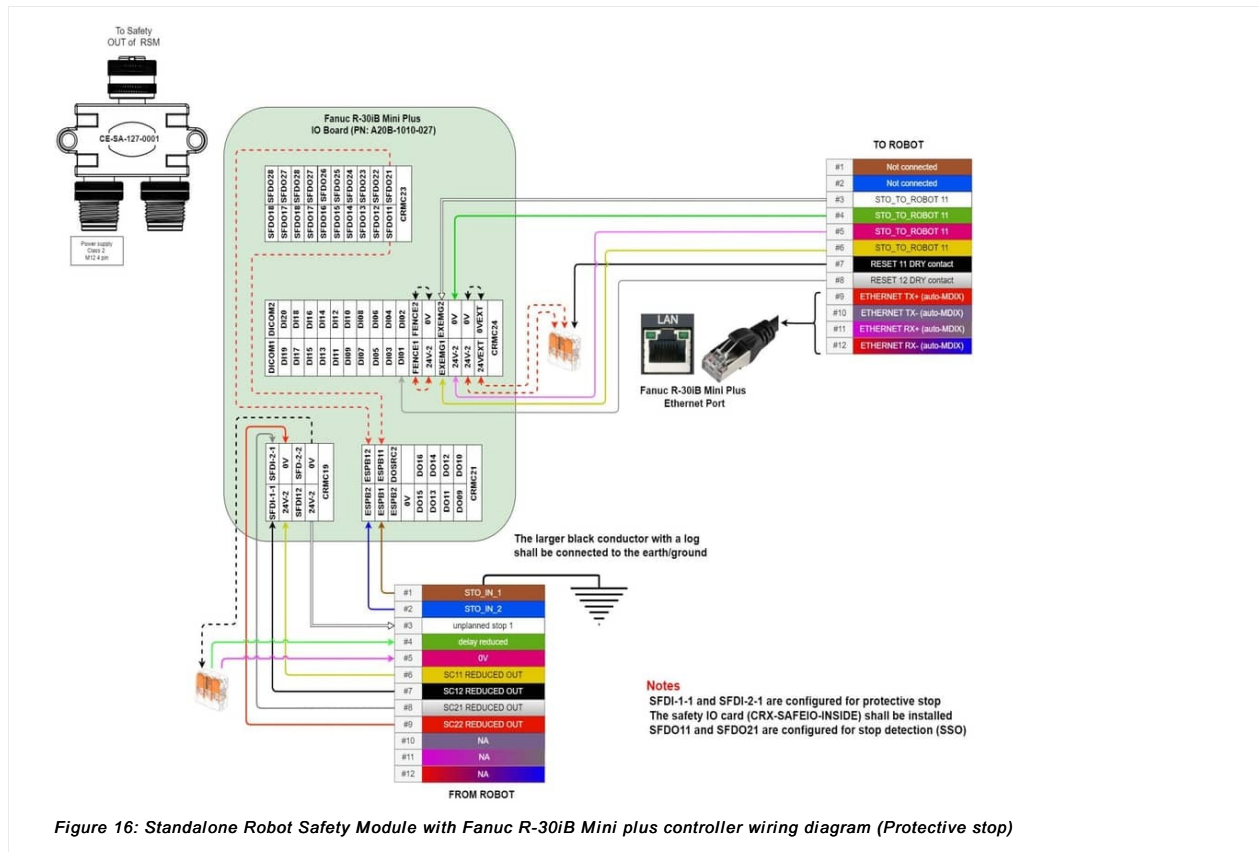 To Safety
OUT of RSM
CE-SA-127-0001
Power supply
Class 2
M12 4 pin
Fanuc R-30iB Mini Plus
IO Board (PN: A20B-1010-027)
SFDO18 SFDO28
SFDO17 SFDO27
SFDO18 SFDO28
SFDO17 SFDO27
SFDO16 SFDO26
SFDO15 SFDO25
SFDO14 SFDO24
SFDO13 SFDO23
SFDO12 SFDO22
SFDO11 SFDO21
CRMC23
DICOM1 DICOM2
DI19 DI20
DI17 DI18
DI15 DI16
DI13 DI14
DI11 DI12
DI09 DI10
DI07 DI08
DI05 DI06
DI03 DI04
DI01 DI02
FENCE1 FENCE2
24V-2 0V
EXEMG1 EXEMG2
24V-2 0V
24V-2 0V
24VEXT 0VEXT
CRMC24
SFDI-1-1 SFDI-2-1
24V-2 0V
SFDI12 SFD-2-2
24V-2 0V
CRMC19
ESPB2 ESPB12
ESPB1 ESPB11
ESPB2 DOSRC2
0V
DO15 DO16
DO13 DO14
DO11 DO12
DO09 DO10
CRMC21
TO ROBOT
#1 Not connected
#2 Not connected
#3 STO_TO_ROBOT 11
#4 STO_TO_ROBOT 11
#5 STO_TO_ROBOT 11
#6 STO_TO_ROBOT 11
#7 RESET 11 DRY contact
#8 RESET 12 DRY contact
#9 ETHERNET TX+ (auto-MDIX)
#10 ETHERNET TX- (auto-MDIX)
#11 ETHERNET RX+ (auto-MDIX)
#12 ETHERNET RX- (auto-MDIX)
LAN
Fanuc R-30iB Mini Plus
Ethernet Port
The larger black conductor with a log
shall be connected to the earth/ground
#1 STO_IN_1
#2 STO_IN_2
#3 unplanned stop 1
#4 delay reduced
#5 0V
#6 SC11 REDUCED OUT
#7 SC12 REDUCED OUT
#8 SC21 REDUCED OUT
#9 SC22 REDUCED OUT
#10 NA
#11 NA
#12 NA
FROM ROBOT
Notes
SFDI-1-1 and SFDI-2-1 are configured for protective stop
The safety IO card (CRX-SAFEIO-INSIDE) shall be installed
SFDO11 and SFDO21 are configured for stop detection (SSO)
Figure 16: Standalone Robot Safety Module with Fanuc R-30iB Mini plus controller wiring diagram (Protective stop)